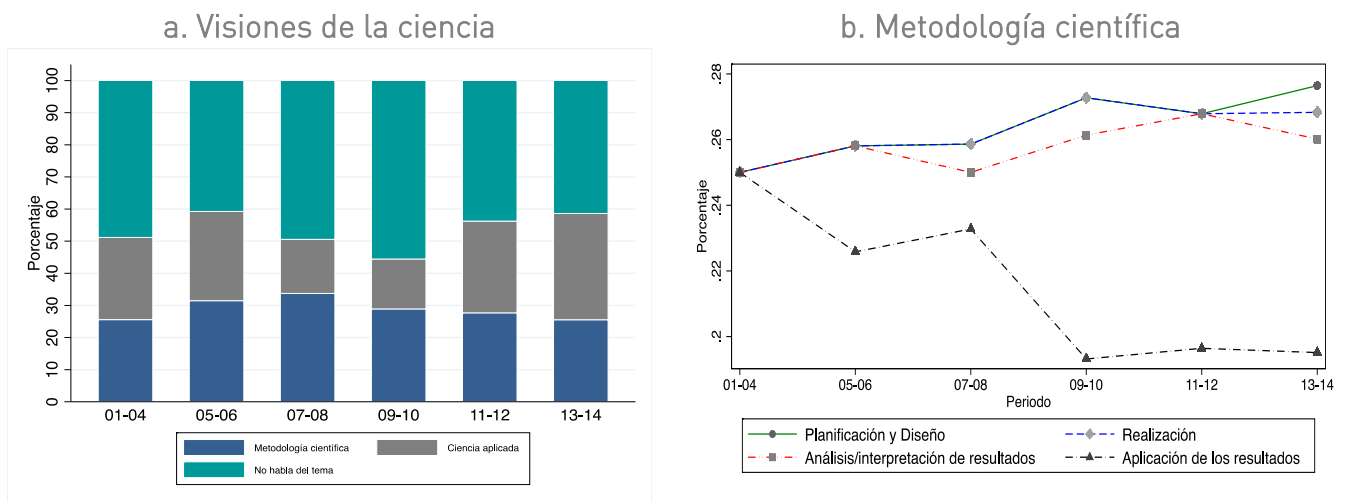 a. Visiones de la ciencia
Porcentaje
0 10 20 30 40 50 60 70 80 90 100
01-04 05-06 07-08 09-10 11-12 13-14
Metodología científica Ciencia aplicada
No habla del tema
b. Metodología científica
Porcentaje
.2 .22 .24 .26 .28
01-04 05-06 07-08 09-10 11-12 13-14
Periodo
Planificación y Diseño Realización
Análisis/interpretación de resultados Aplicación de los resultados